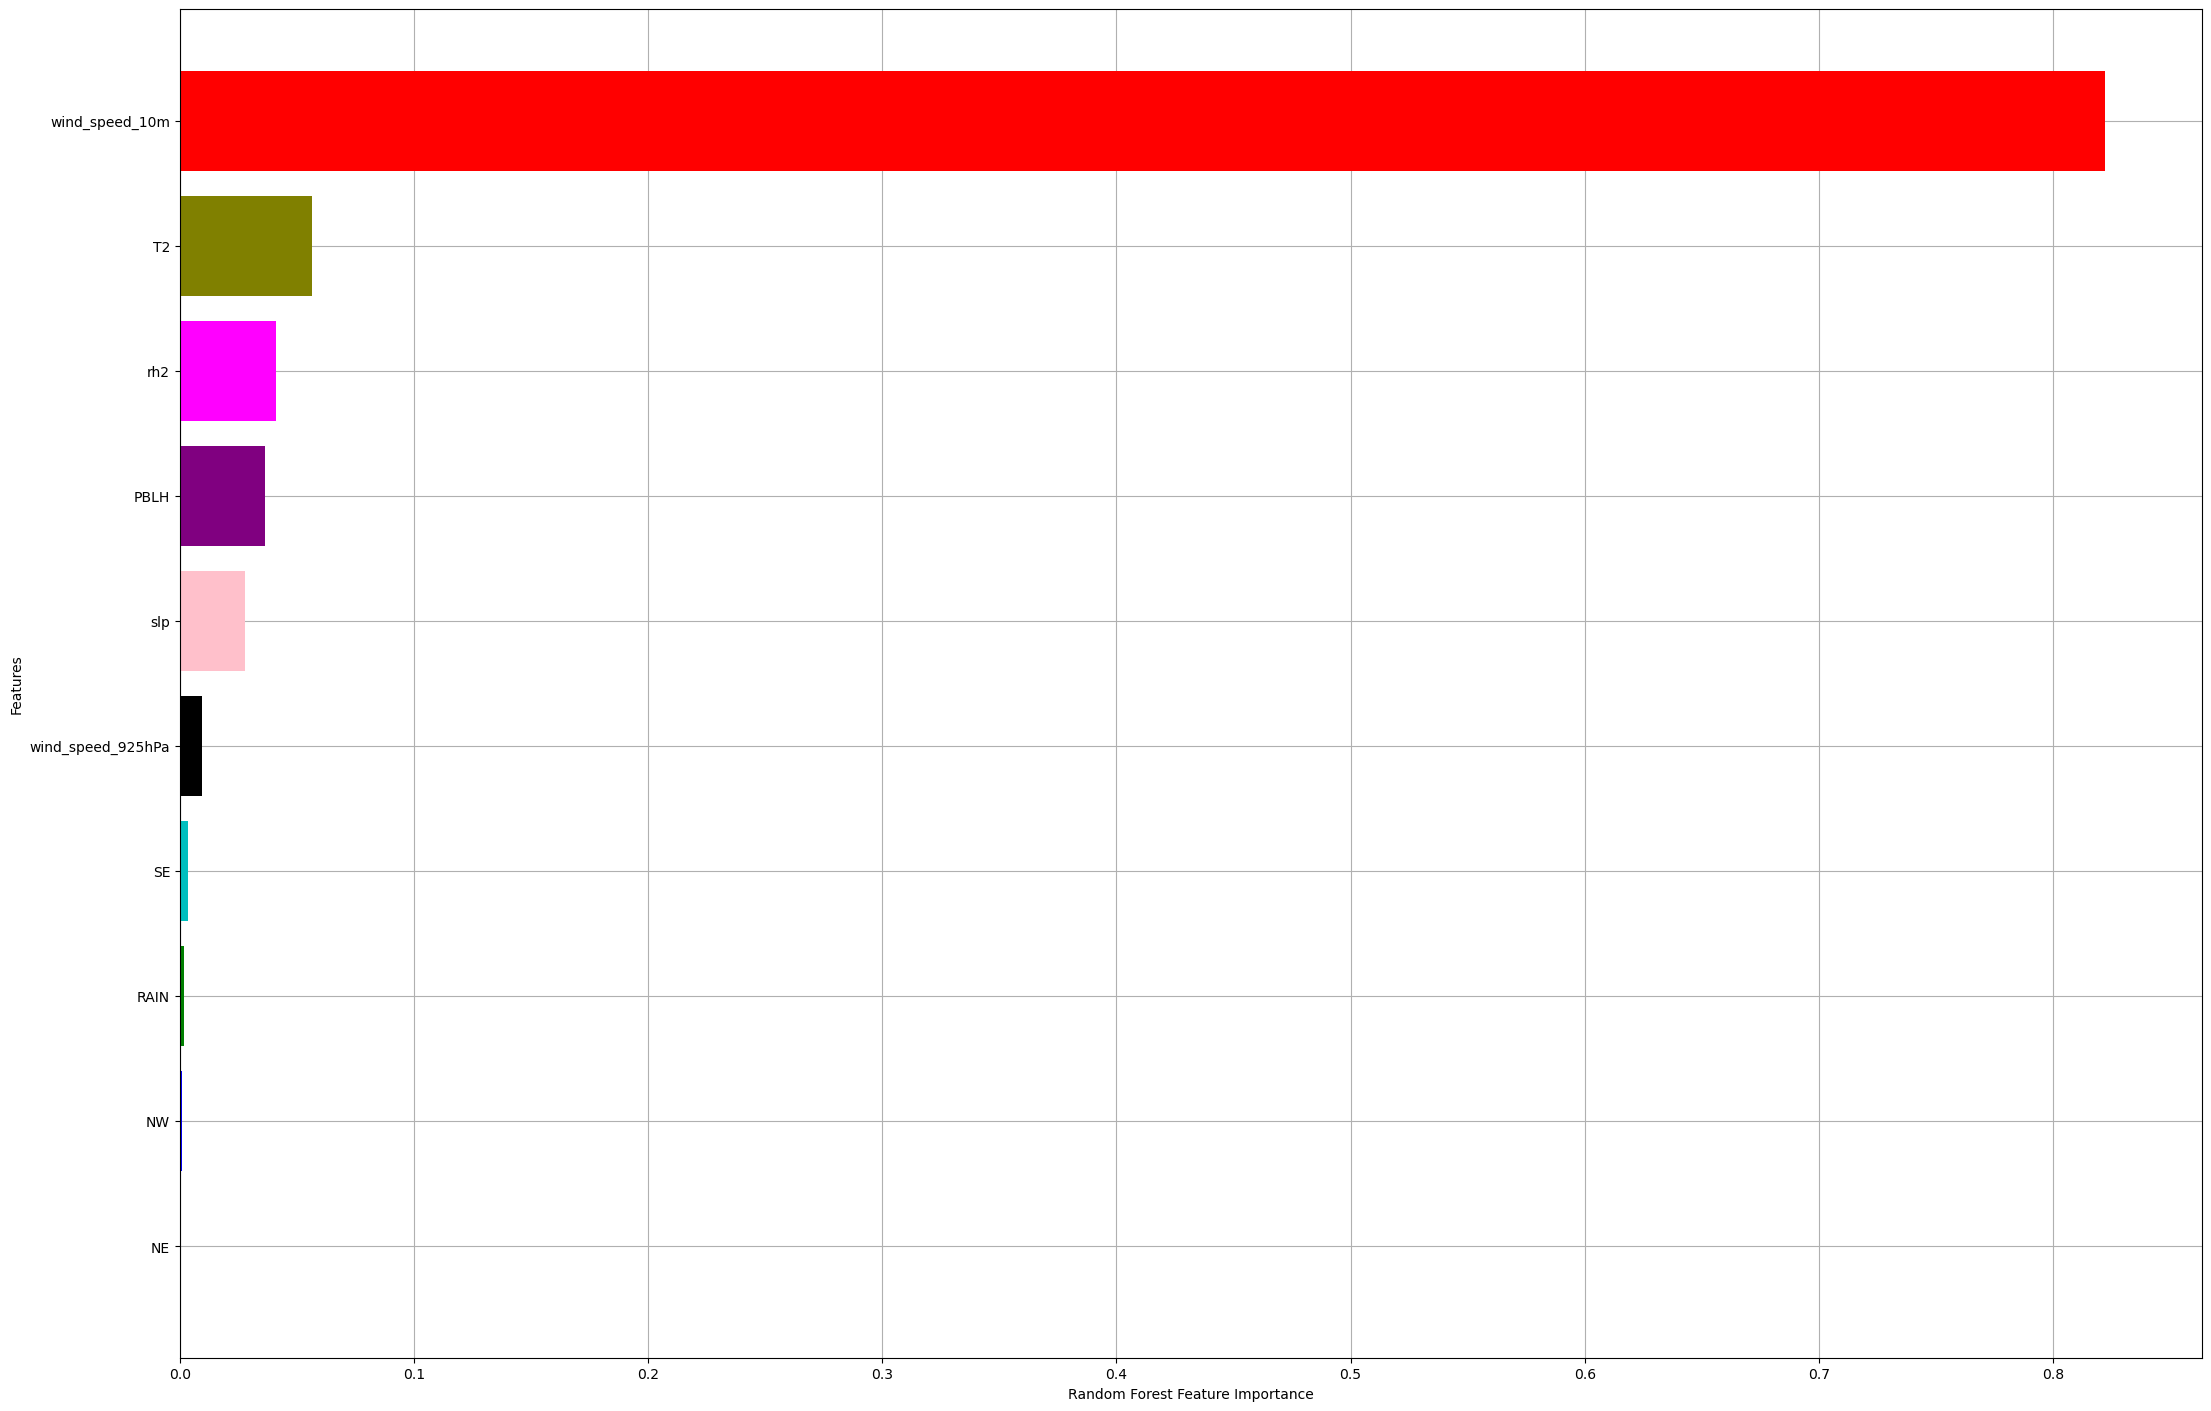 wind_speed_10m
T2
rh2
PBLH
slp
Features
wind_speed_925hPa
SE
RAIN
NW
NE
0.0 0.1 0.2 0.3 0.4 0.5 0.6 0.7 0.8
Random Forest Feature Importance